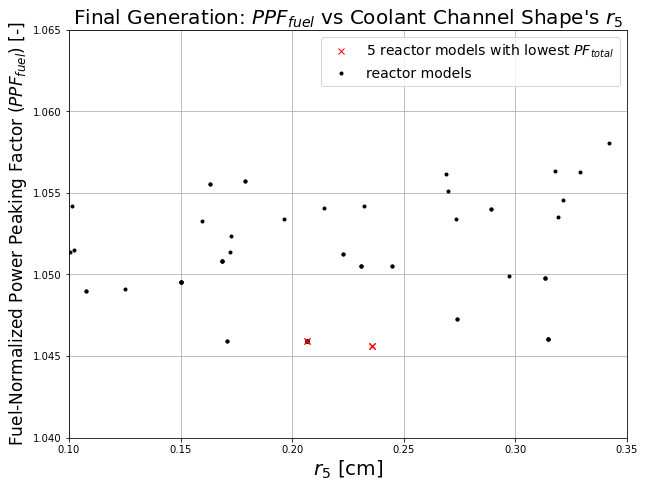 Final Generation: PPF_fuel vs Coolant Channel Shape's r_5
5 reactor models with lowest PF_total
reactor models
Fuel-Normalized Power Peaking Factor (PPF_fuel) [-]
1.065
1.060
1.055
1.050
1.045
1.040
0.10 0.15 0.20 0.25 0.30 0.35
r_5 [cm]